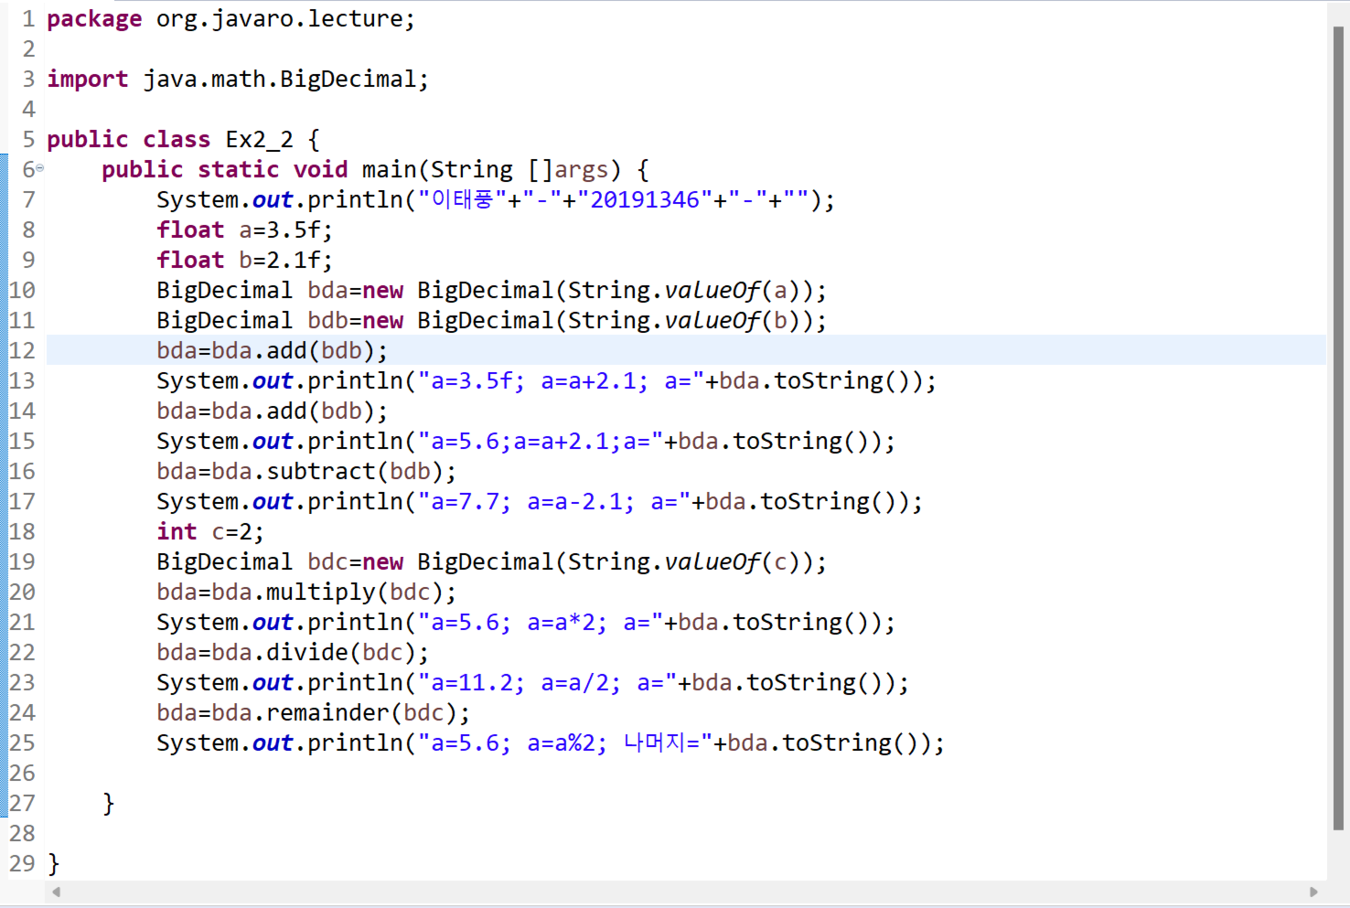 1 package org.javaro.lecture;
2
3 import java.math.BigDecimal;
4
5 public class Ex2_2 {
6     public static void main(String []args) {
7         System.out.println("이태풍"+"-"+"20191346"+"-"+"");
8         float a=3.5f;
9         float b=2.1f;
10         BigDecimal bda=new BigDecimal(String.valueOf(a));
11         BigDecimal bdb=new BigDecimal(String.valueOf(b));
12         bda=bda.add(bdb);
13         System.out.println("a=3.5f; a=a+2.1; a="+bda.toString());
14         bda=bda.add(bdb);
15         System.out.println("a=5.6;a=a+2.1;a="+bda.toString());
16         bda=bda.subtract(bdb);
17         System.out.println("a=7.7; a=a-2.1; a="+bda.toString());
18         int c=2;
19         BigDecimal bdc=new BigDecimal(String.valueOf(c));
20         bda=bda.multiply(bdc);
21         System.out.println("a=5.6; a=a*2; a="+bda.toString());
22         bda=bda.divide(bdc);
23         System.out.println("a=11.2; a=a/2; a="+bda.toString());
24         bda=bda.remainder(bdc);
25         System.out.println("a=5.6; a=a%2; 나머지="+bda.toString());
26
27     }
28
29 }